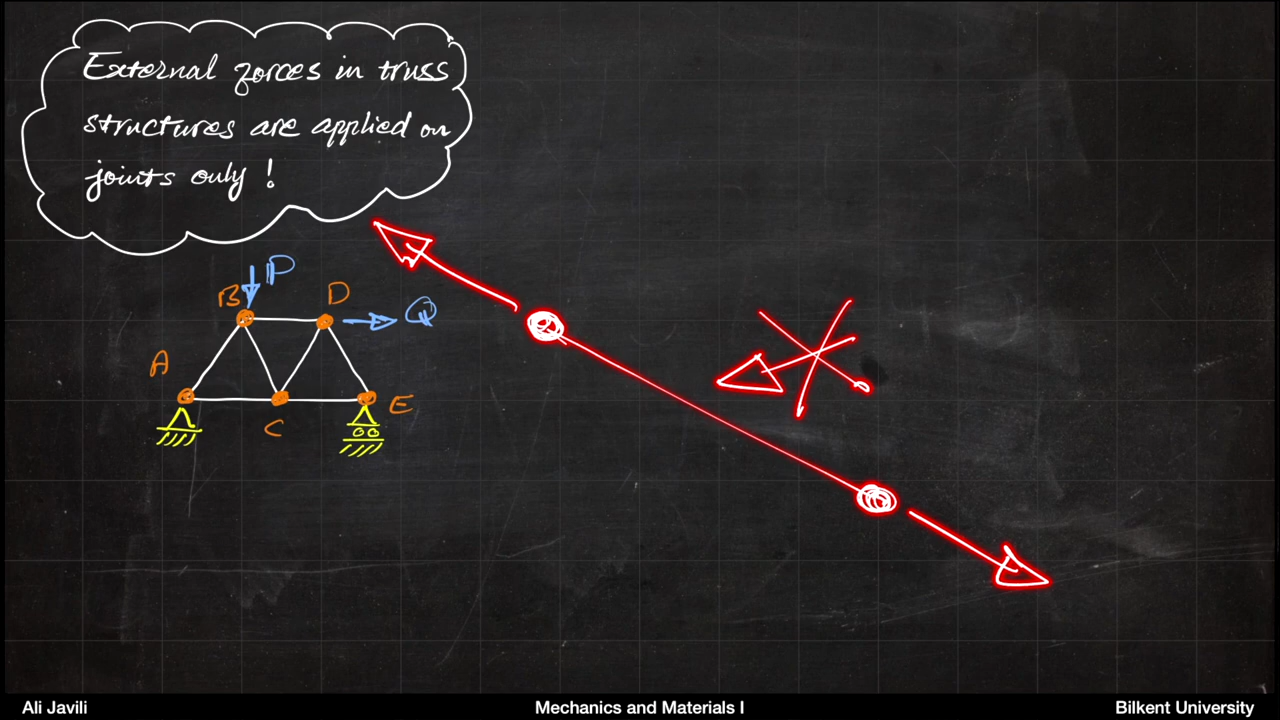 External forces in truss
structures are applied on
joints only!
P
B
D
Q
A
E
C
Ali Javili
Mechanics and Materials I
Bilkent University